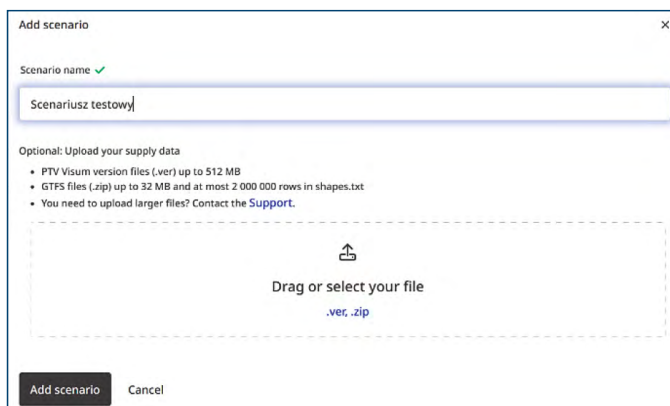 Add scenario
Scenario name
Scenariusz testowy
Optional: Upload your supply data
• PTV Visum version files (.ver) up to 512 MB
• GTFS files (.zip) up to 32 MB and at most 2 000 000 rows in shapes.txt
• You need to upload larger files? Contact the Support.
Drag or select your file
.ver, .zip
Add scenario Cancel